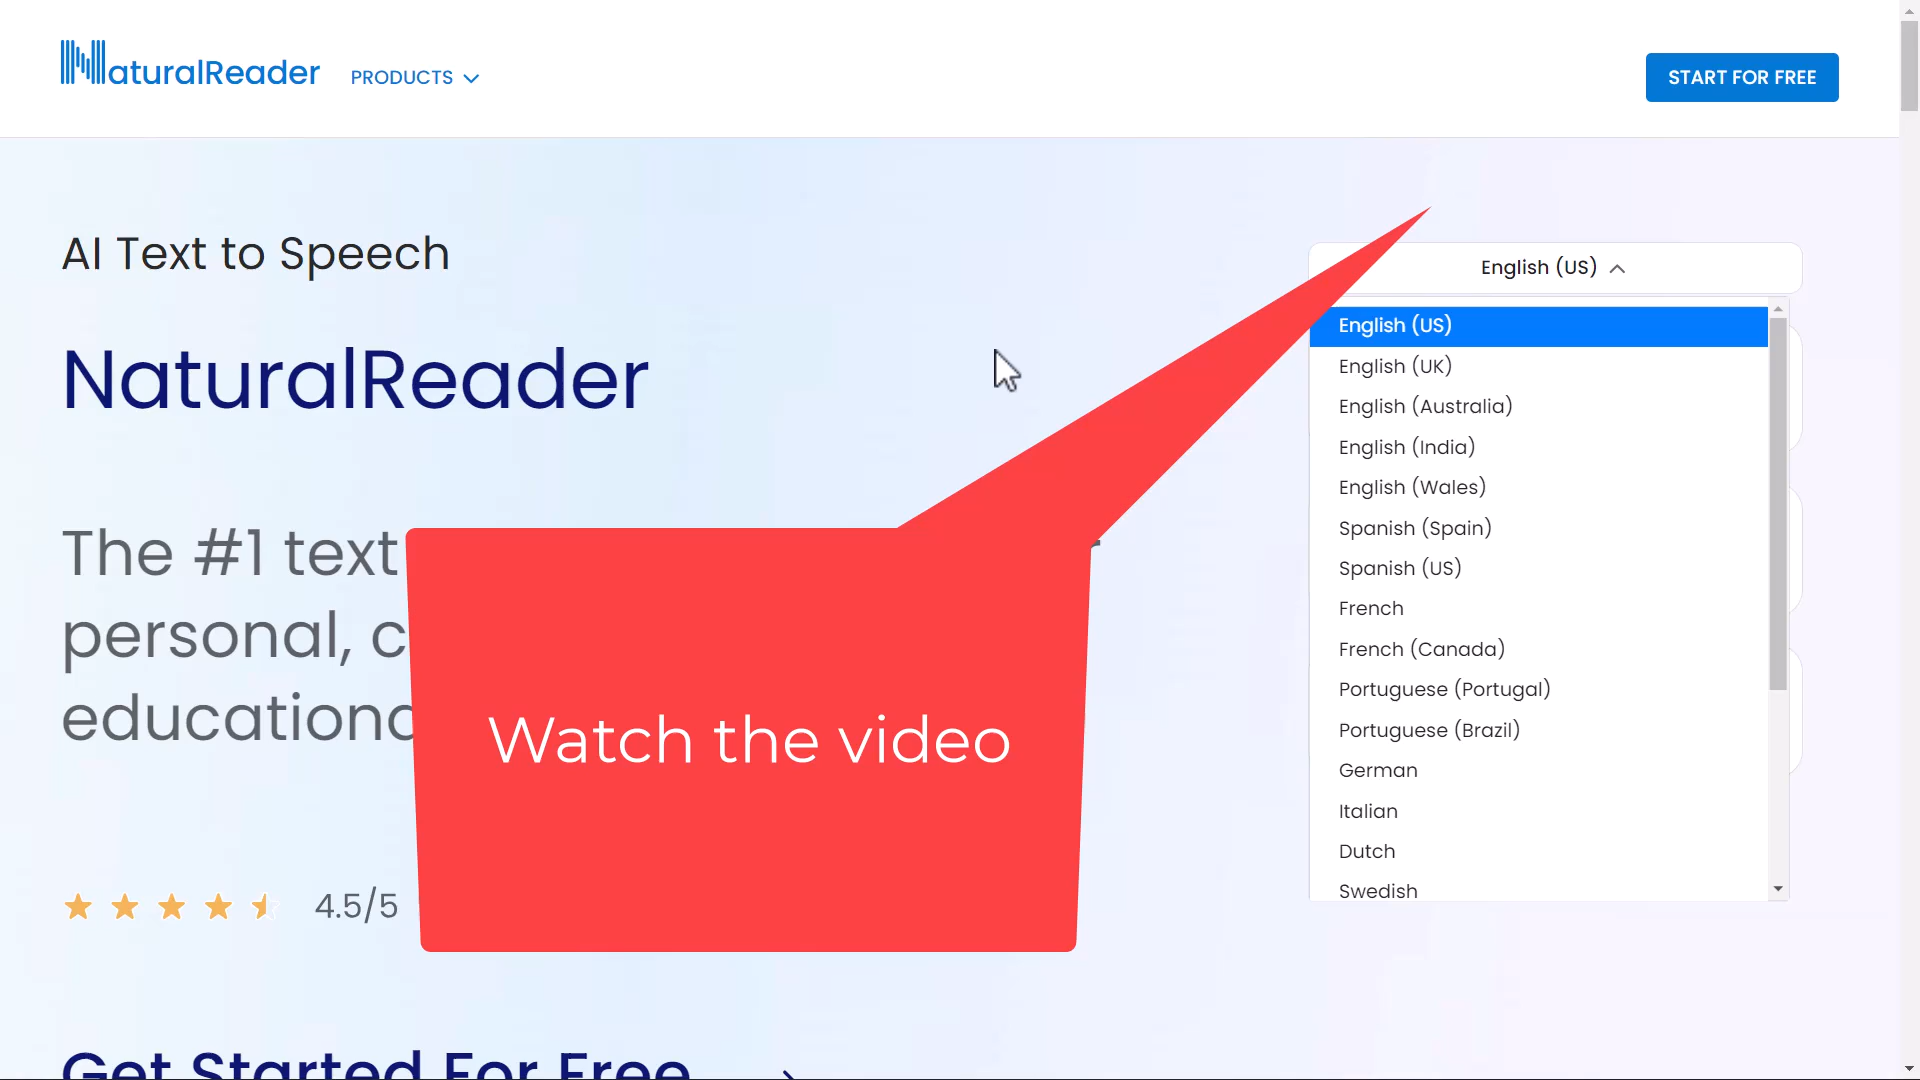 NaturalReader
PRODUCTS
START FOR FREE
AI Text to Speech
NaturalReader
The #1 text
personal, c
educationa
4.5/5
Get Started For Free
Watch the video
English (US)
English (US)
English (UK)
English (Australia)
English (India)
English (Wales)
Spanish (Spain)
Spanish (US)
French
French (Canada)
Portuguese (Portugal)
Portuguese (Brazil)
German
Italian
Dutch
Swedish